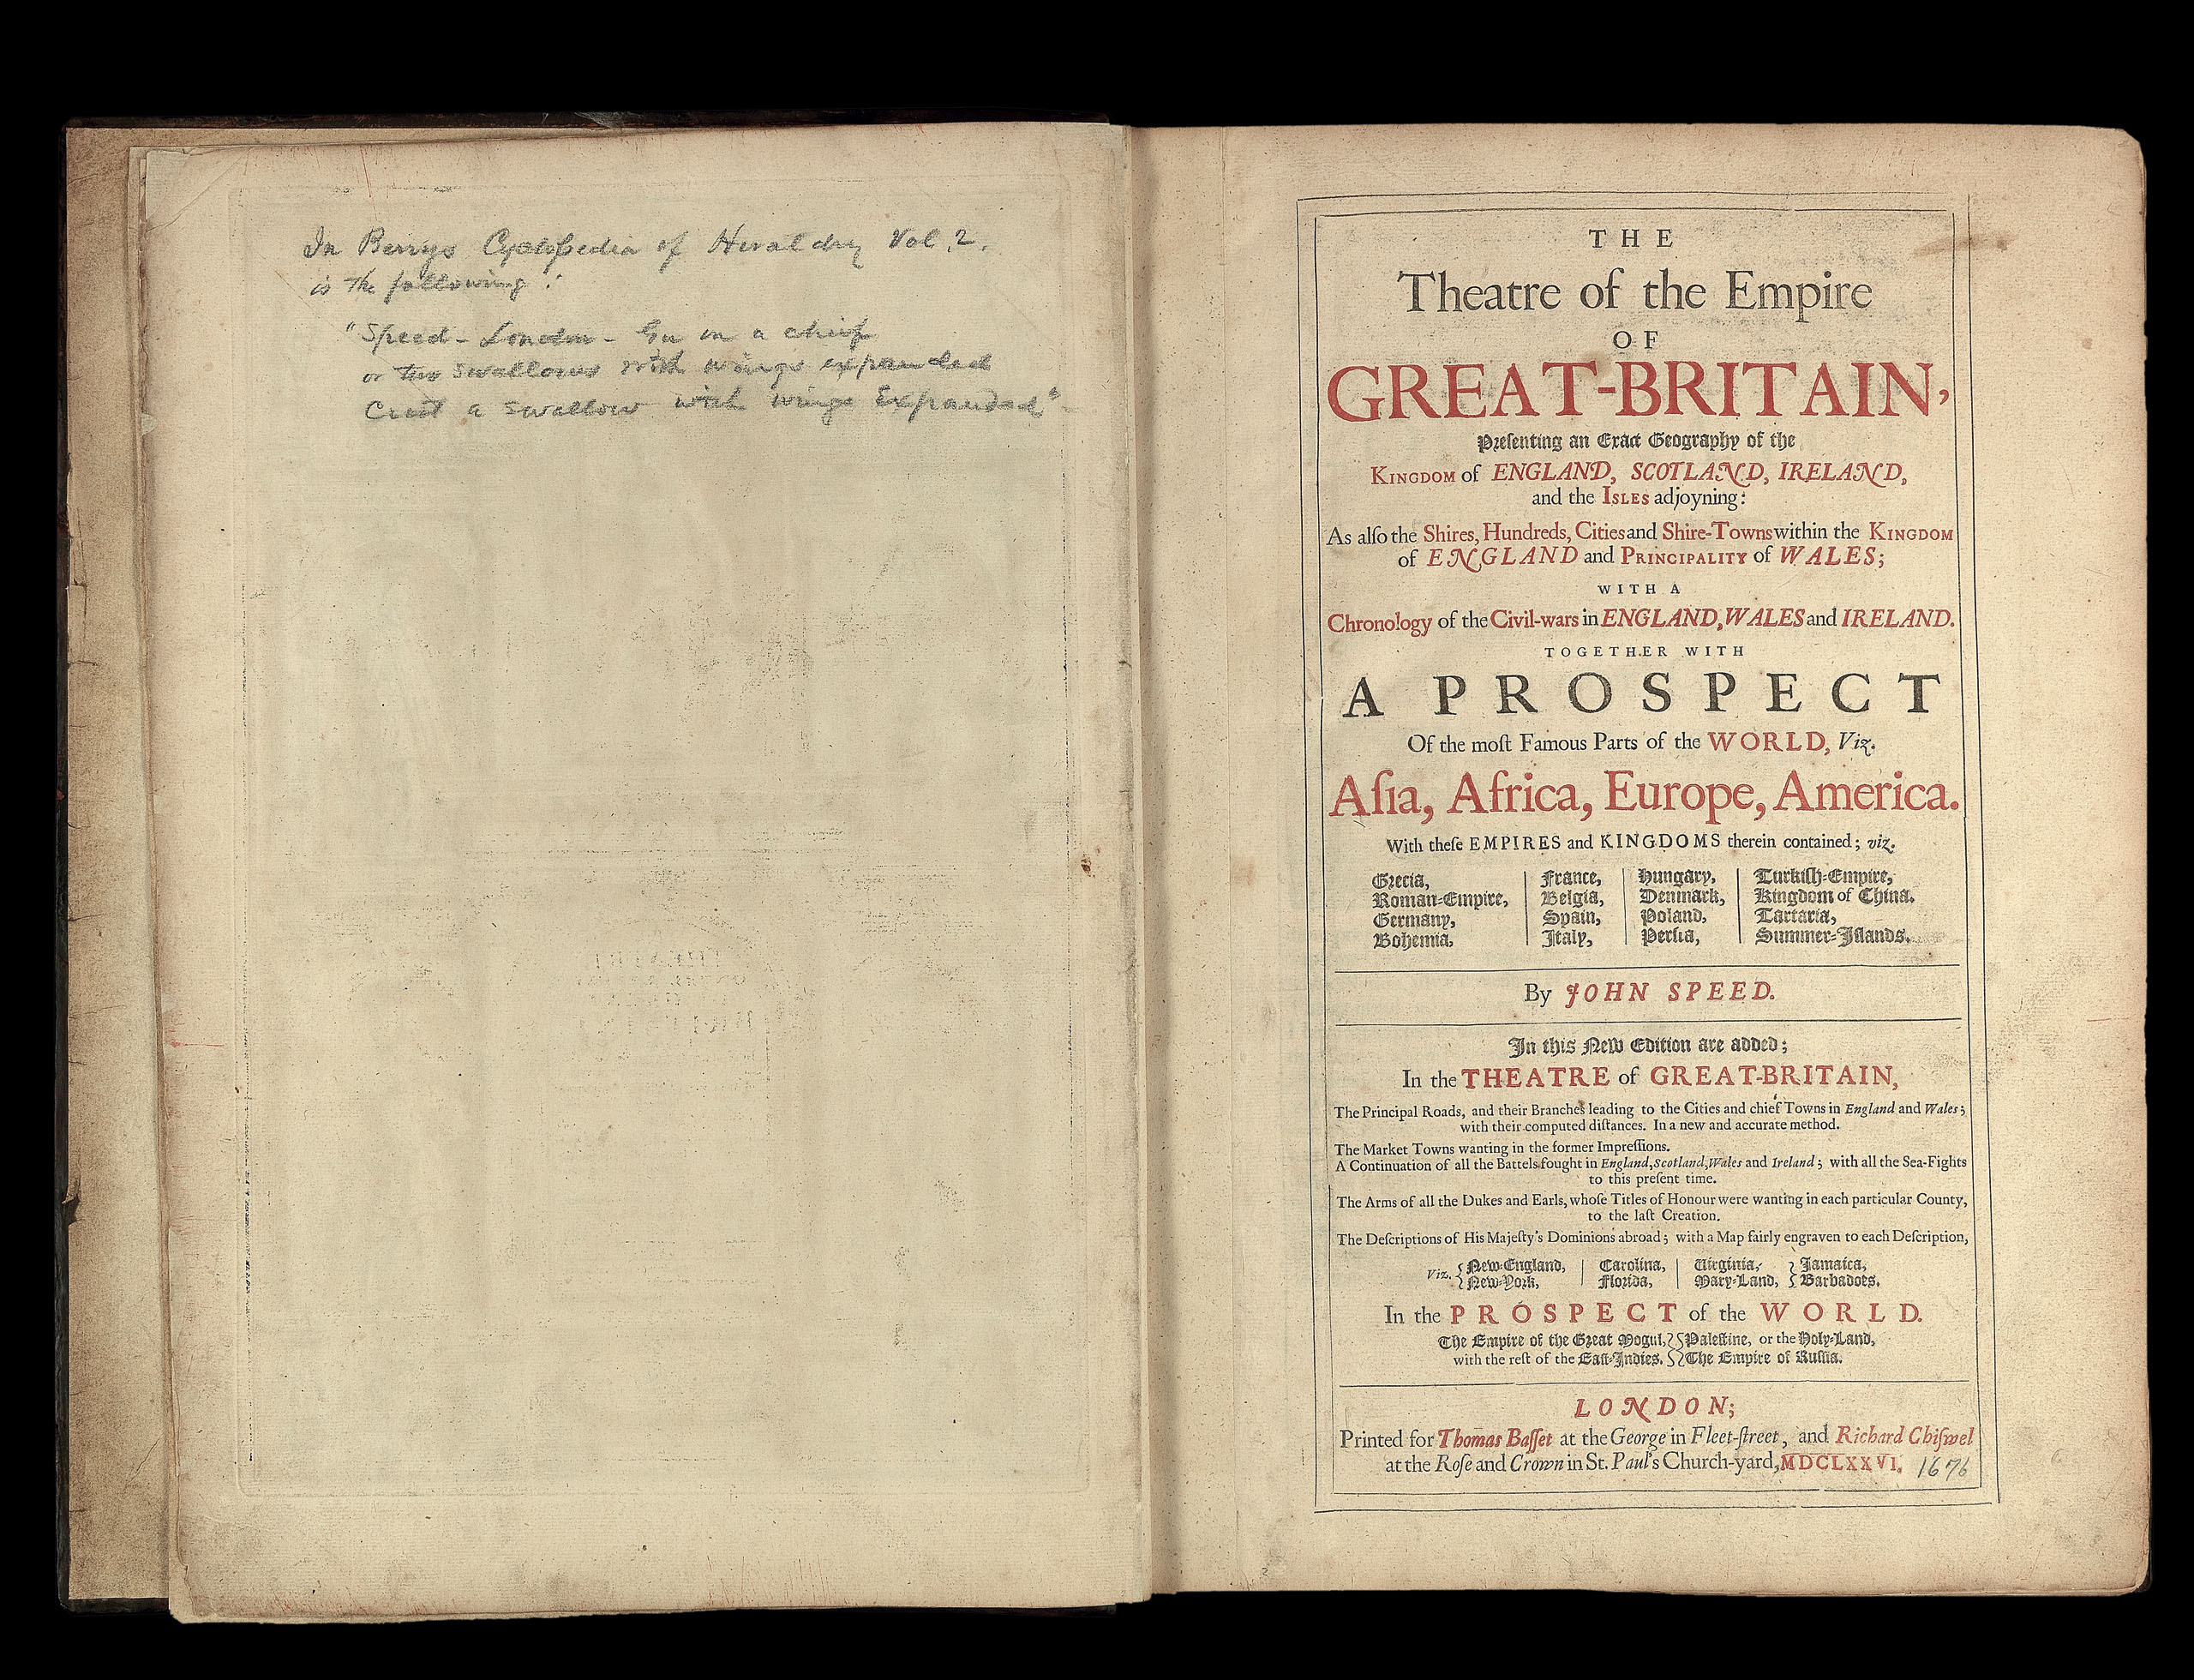 In Berrys Cyclopedia of Heraldry Vol. 2.
is the following:
"Speed - London - Gu on a chief
or two swallows with wings expanded
Crest a swallow with wings Expanded"
THE
Theatre of the Empire
OF
GREAT-BRITAIN,
Preſenting an Exact Geography of the
KINGDOM of ENGLAND, SCOTLAND, IRELAND,
and the ISLES adjoyning:
As alſo the Shires, Hundreds, Cities and Shire-Towns within the KINGDOM
of ENGLAND and PRINCIPALITY of WALES;
WITH A
Chronology of the Civil-wars in ENGLAND, WALES and IRELAND.
TOGETHER WITH
A PROSPECT
Of the moſt Famous Parts of the WORLD, Viz.
Aſia, Africa, Europe, America.
With theſe EMPIRES and KINGDOMS therein contained; viz.
Grecia, France, Hungary, Turkiſh-Empire,
Roman-Empire, Belgia, Denmark, Kingdom of China.
Germany, Spain, Poland, Tartaria,
Bohemia, Italy, Perſia, Summer-Iſlands.
By JOHN SPEED.
In this New Edition are added;
In the THEATRE of GREAT-BRITAIN,
The Principal Roads, and their Branches leading to the Cities and chief Towns in England and Wales;
with their computed diſtances. In a new and accurate method.
The Market Towns wanting in the former Impreſſions.
A Continuation of all the Battels fought in England, Scotland, Wales and Ireland; with all the Sea-Fights
to this preſent time.
The Arms of all the Dukes and Earls, whoſe Titles of Honour were wanting in each particular County,
to the laſt Creation.
The Deſcriptions of His Majeſty's Dominions abroad; with a Map fairly engraven to each Deſcription,
Viz. { New-England, Carolina, Virginia, } Jamaica,
New-York, Florida, Mary-Land, Barbadoes.
In the PROSPECT of the WORLD.
The Empire of the Great Mogul, } { Paleſtine, or the Holy-Land,
with the reſt of the Eaſt-Indies. } { The Empire of Ruſſia.
LONDON;
Printed for Thomas Baſſet at the George in Fleet-ſtreet, and Richard Chiſwel
at the Roſe and Crown in St. Paul's Church-yard, MDCLXXVI. 1676